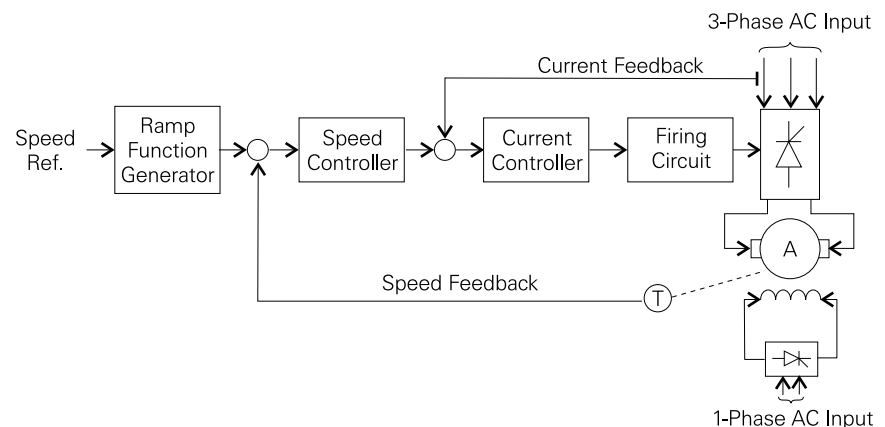 3-Phase AC Input
Current Feedback
Speed
Ref.
Ramp
Function
Generator
Speed
Controller
Current
Controller
Firing
Circuit
A
Speed Feedback
T
1-Phase AC Input